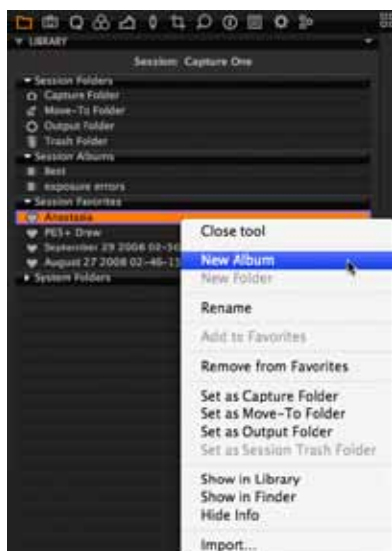 LIBRARY
Session: Capture One
Session Folders
Capture Folder
Move-To Folder
Output Folder
Trash Folder
Session Albums
Best
exposure errors
Session Favorites
Anastasia
Drew
September 29 2008 02-50
August 27 2008 02-46-15
System Folders
Close tool
New Album
New Folder
Rename
Add to Favorites
Remove from Favorites
Set as Capture Folder
Set as Move-To Folder
Set as Output Folder
Set as Session Trash Folder
Show in Library
Show in Finder
Hide Info
Import...